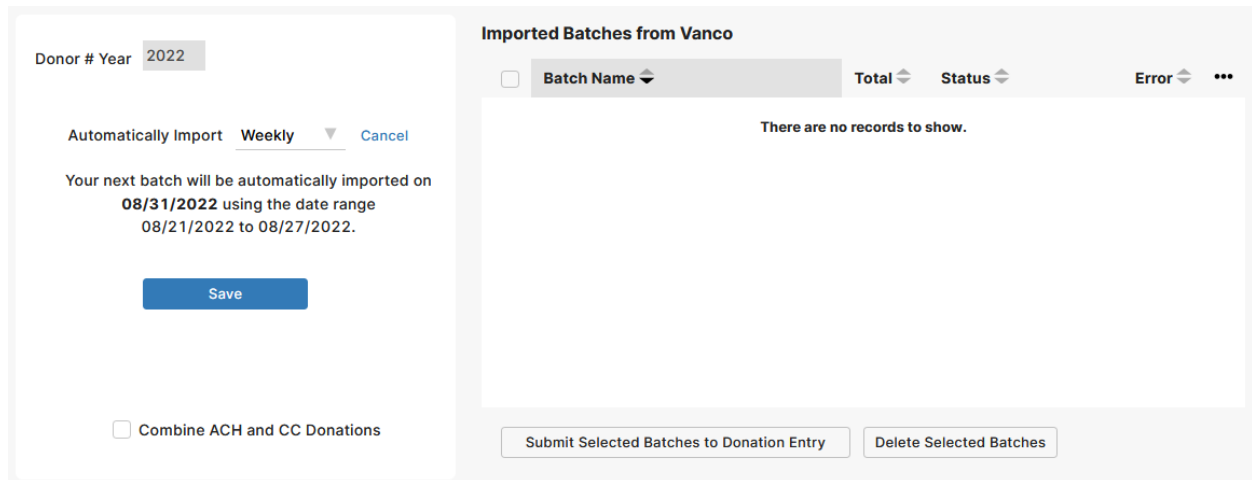 Donor # Year 2022
Automatically Import Weekly Cancel
Your next batch will be automatically imported on
08/31/2022 using the date range
08/21/2022 to 08/27/2022.
Save
Combine ACH and CC Donations
Imported Batches from Vanco
Batch Name Total Status Error •••
There are no records to show.
Submit Selected Batches to Donation Entry Delete Selected Batches